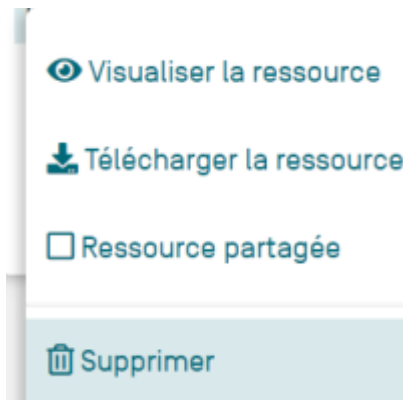 Visualiser la ressource
Télécharger la ressource
Ressource partagée
Supprimer